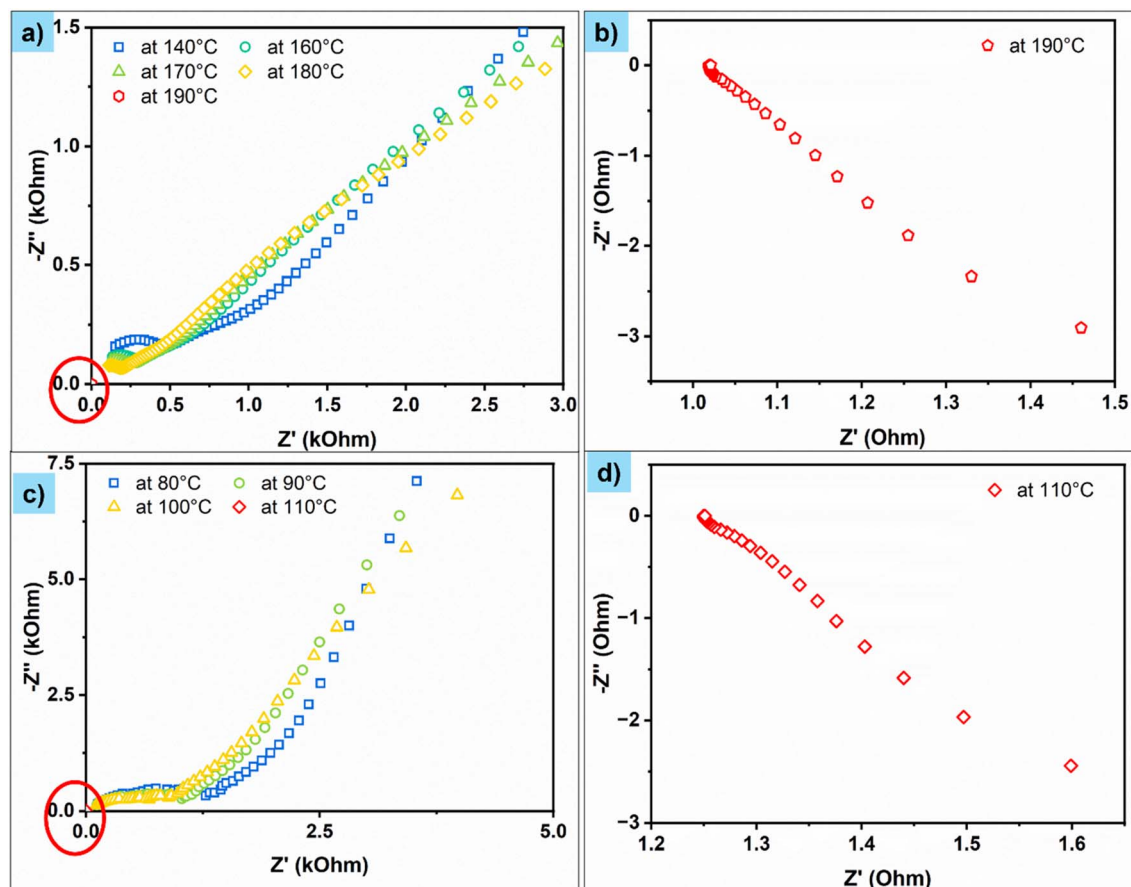 a)
at 140°C
at 160°C
at 170°C
at 180°C
at 190°C
1.5
1.0
0.5
0.0
-Z'' (kOhm)
0.0 0.5 1.0 1.5 2.0 2.5 3.0
Z' (kOhm)
b)
at 190°C
0
−1
−2
−3
-Z'' (Ohm)
1.0 1.1 1.2 1.3 1.4 1.5
Z' (Ohm)
c)
at 80°C
at 90°C
at 100°C
at 110°C
7.5
5.0
2.5
0.0
-Z'' (kOhm)
0.0 2.5 5.0
Z' (kOhm)
d)
at 110°C
0
−1
−2
−3
-Z'' (Ohm)
1.2 1.3 1.4 1.5 1.6
Z' (Ohm)